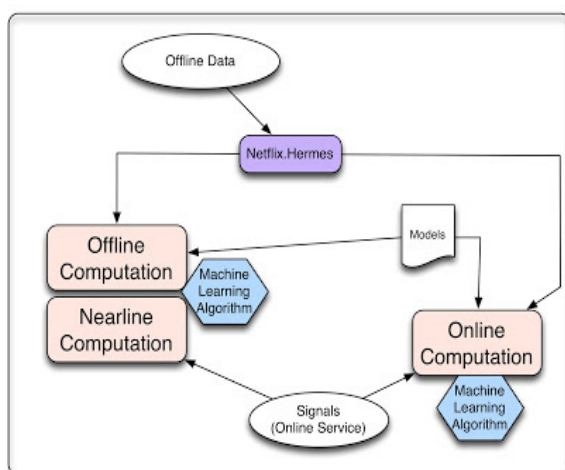 Offline Data
Netflix.Hermes
Models
Offline
Computation
Machine
Learning
Algorithm
Nearline
Computation
Online
Computation
Signals
(Online Service)
Machine
Learning
Algorithm